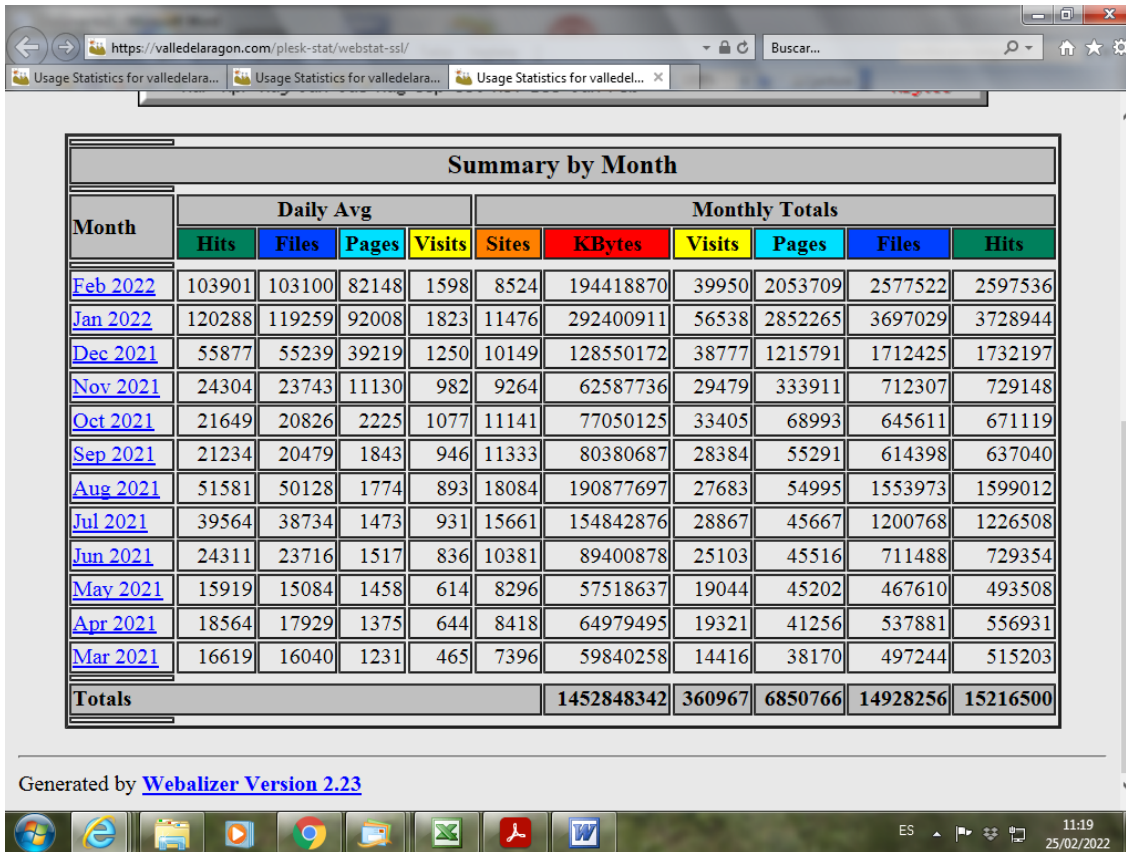 https://valledelaragon.com/plesk-stat/webstat-ssl/
Buscar...
Usage Statistics for valledelara...
Usage Statistics for valledelara...
Usage Statistics for valledel...
Summary by Month
Month Daily Avg Monthly Totals
Hits Files Pages Visits Sites KBytes Visits Pages Files Hits
Feb 2022 103901 103100 82148 1598 8524 194418870 39950 2053709 2577522 2597536
Jan 2022 120288 119259 92008 1823 11476 292400911 56538 2852265 3697029 3728944
Dec 2021 55877 55239 39219 1250 10149 128550172 38777 1215791 1712425 1732197
Nov 2021 24304 23743 11130 982 9264 62587736 29479 333911 712307 729148
Oct 2021 21649 20826 2225 1077 11141 77050125 33405 68993 645611 671119
Sep 2021 21234 20479 1843 946 11333 80380687 28384 55291 614398 637040
Aug 2021 51581 50128 1774 893 18084 190877697 27683 54995 1553973 1599012
Jul 2021 39564 38734 1473 931 15661 154842876 28867 45667 1200768 1226508
Jun 2021 24311 23716 1517 836 10381 89400878 25103 45516 711488 729354
May 2021 15919 15084 1458 614 8296 57518637 19044 45202 467610 493508
Apr 2021 18564 17929 1375 644 8418 64979495 19321 41256 537881 556931
Mar 2021 16619 16040 1231 465 7396 59840258 14416 38170 497244 515203
Totals 1452848342 360967 6850766 14928256 15216500
Generated by Webalizer Version 2.23
ES
11:19
25/02/2022